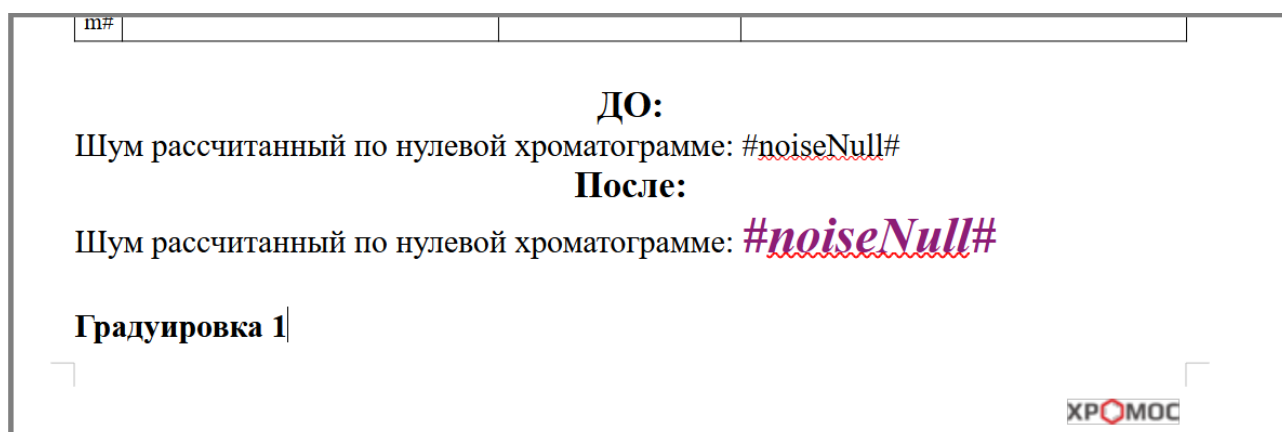 m#
ДО:
Шум рассчитанный по нулевой хроматограмме: #noiseNull#
После:
Шум рассчитанный по нулевой хроматограмме: #noiseNull#
Градуировка 1
ХРОМОС